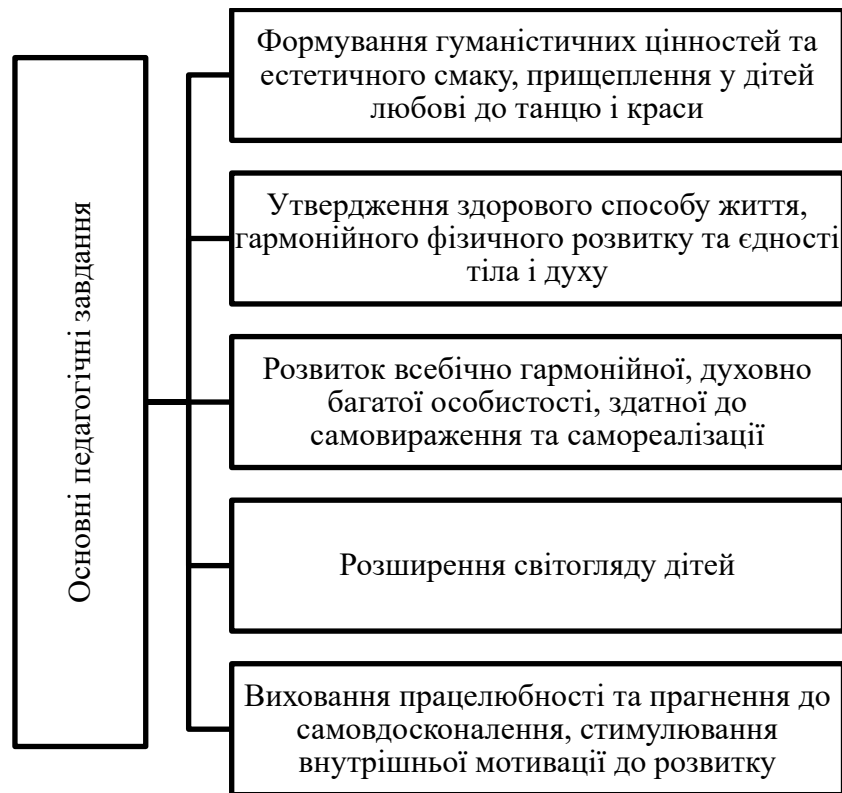 Основні педагогічні завдання
Формування гуманістичних цінностей та
естетичного смаку, прищеплення у дітей
любові до танцю і краси
Утвердження здорового способу життя,
гармонійного фізичного розвитку та єдності
тіла і духу
Розвиток всебічно гармонійної, духовно
багатої особистості, здатної до
самовираження та самореалізації
Розширення світогляду дітей
Виховання працелюбності та прагнення до
самовдосконалення, стимулювання
внутрішньої мотивації до розвитку